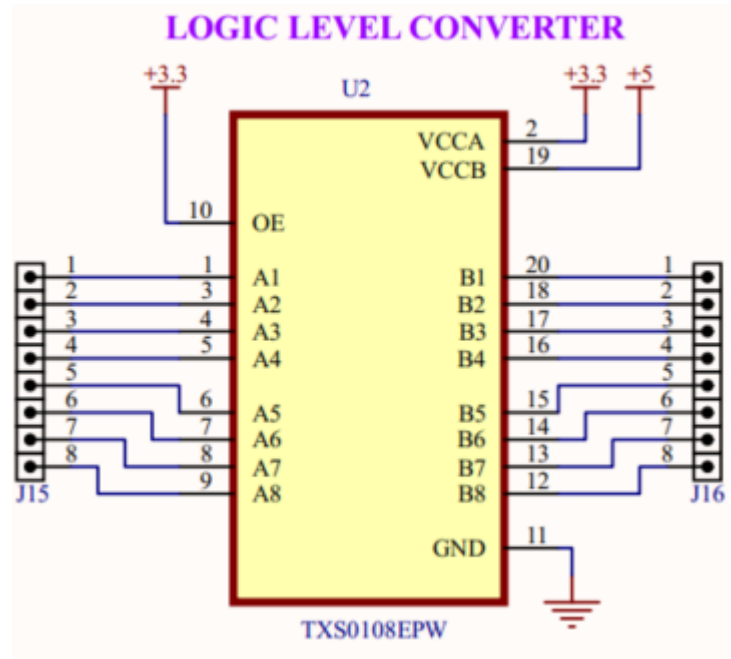 LOGIC LEVEL CONVERTER
+3.3 U2 +3.3 +5
VCCA 2
VCCB 19
10 OE
1 1 A1 B1 20 1
2 3 A2 B2 18 2
3 4 A3 B3 17 3
4 5 A4 B4 16 4
5 6 A5 B5 15 5
6 7 A6 B6 14 6
7 8 A7 B7 13 7
8 9 A8 B8 12 8
J15 J16
GND 11
TXS0108EPW